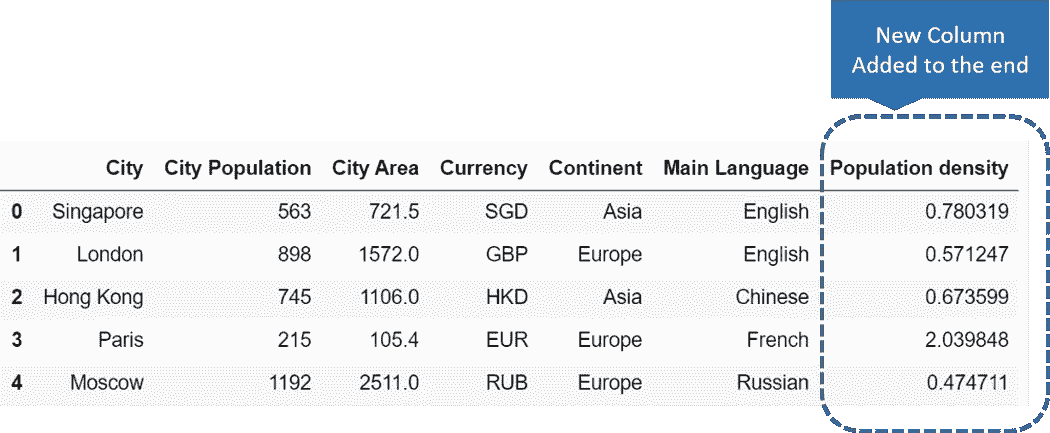 New Column
Added to the end
City City Population City Area Currency Continent Main Language Population density
0 Singapore 563 721.5 SGD Asia English 0.780319
1 London 898 1572.0 GBP Europe English 0.571247
2 Hong Kong 745 1106.0 HKD Asia Chinese 0.673599
3 Paris 215 105.4 EUR Europe French 2.039848
4 Moscow 1192 2511.0 RUB Europe Russian 0.474711